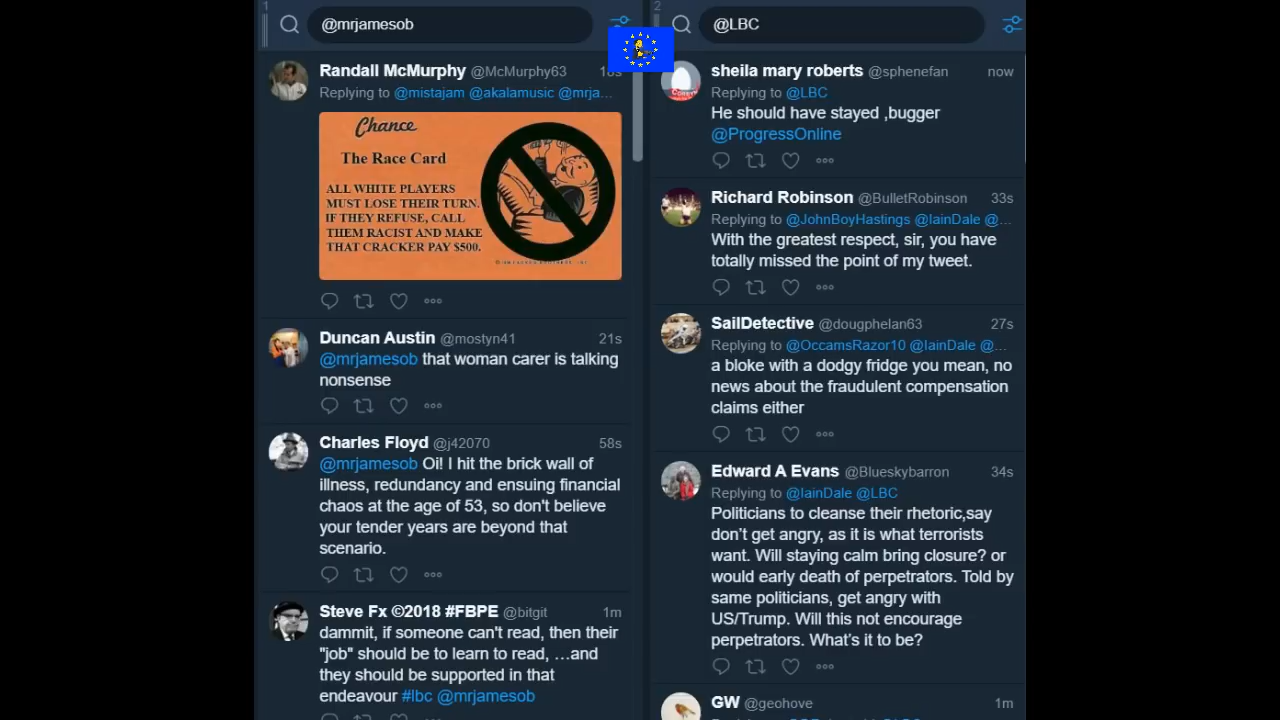 1
@mrjamesob
Randall McMurphy @McMurphy63
Replying to @mistajam @akalamusic @mrja…
Chance
The Race Card
ALL WHITE PLAYERS
MUST LOSE THEIR TURN.
IF THEY REFUSE, CALL
THEM RACIST AND MAKE
THAT CRACKER PAY $500.
Duncan Austin @mostyn41 21s
@mrjamesob that woman carer is talking
nonsense
Charles Floyd @j42070 58s
@mrjamesob Oi! I hit the brick wall of
illness, redundancy and ensuing financial
chaos at the age of 53, so don't believe
your tender years are beyond that
scenario.
Steve Fx ©2018 #FBPE @bitgit 1m
dammit, if someone can't read, then their
"job" should be to learn to read, …and
they should be supported in that
endeavour #lbc @mrjamesob
2
@LBC
sheila mary roberts @sphenefan now
Replying to @LBC
He should have stayed ,bugger
@ProgressOnline
Richard Robinson @BulletRobinson 33s
Replying to @JohnBoyHastings @IainDale @…
With the greatest respect, sir, you have
totally missed the point of my tweet.
SailDetective @dougphelan63 27s
Replying to @OccamsRazor10 @IainDale @…
a bloke with a dodgy fridge you mean, no
news about the fraudulent compensation
claims either
Edward A Evans @Blueskybarron 34s
Replying to @IainDale @LBC
Politicians to cleanse their rhetoric,say
don’t get angry, as it is what terrorists
want. Will staying calm bring closure? or
would early death of perpetrators. Told by
same politicians, get angry with
US/Trump. Will this not encourage
perpetrators. What’s it to be?
GW @geohove 1m